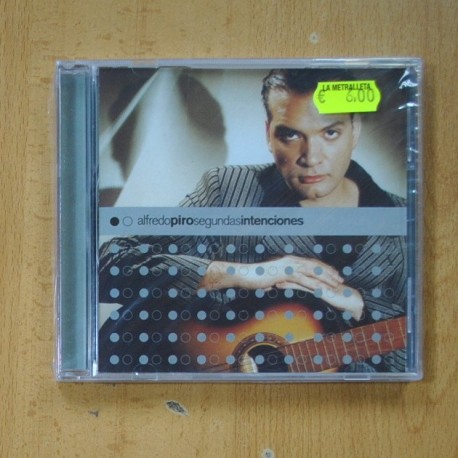 LA METRALLETA
€ 6.00
alfredopirosegundasintenciones